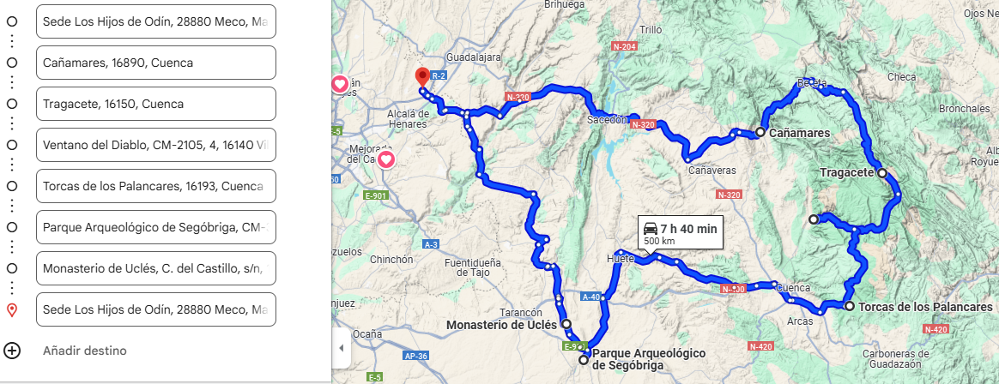 Sede Los Hijos de Odín, 28880 Meco, Ma
Cañamares, 16890, Cuenca
Tragacete, 16150, Cuenca
Ventano del Diablo, CM-2105, 4, 16140 Vil
Torcas de los Palancares, 16193, Cuenca
Parque Arqueológico de Segóbriga, CM-
Monasterio de Uclés, C. del Castillo, s/n,
Sede Los Hijos de Odín, 28880 Meco, Ma
Añadir destino
Brihuega
Ojos Ne
Trillo
N-204
Guadalajara
R-2
Checa
Beteta
N-320
Bronchales
Alcalá de
Henares
Sacedón
N-320
E-5
Cañamares
Mejorada
del Ca
Tragacete
Cañaveras
Royue
50
E-901
N-320
7 h 40 min
500 km
A-3
zuelos
Chinchón
Huete
Fuentidueña
de Tajo
N-400
Cuenca
njuez
A-40
Torcas de los Palancares
Tarancón
Arcas
Monasterio de Uclés
N-420
Ocaña
E-901
N-420
AP-36
Parque Arqueológico
de Segóbriga
Carboneras de
Guadazaón
E-5